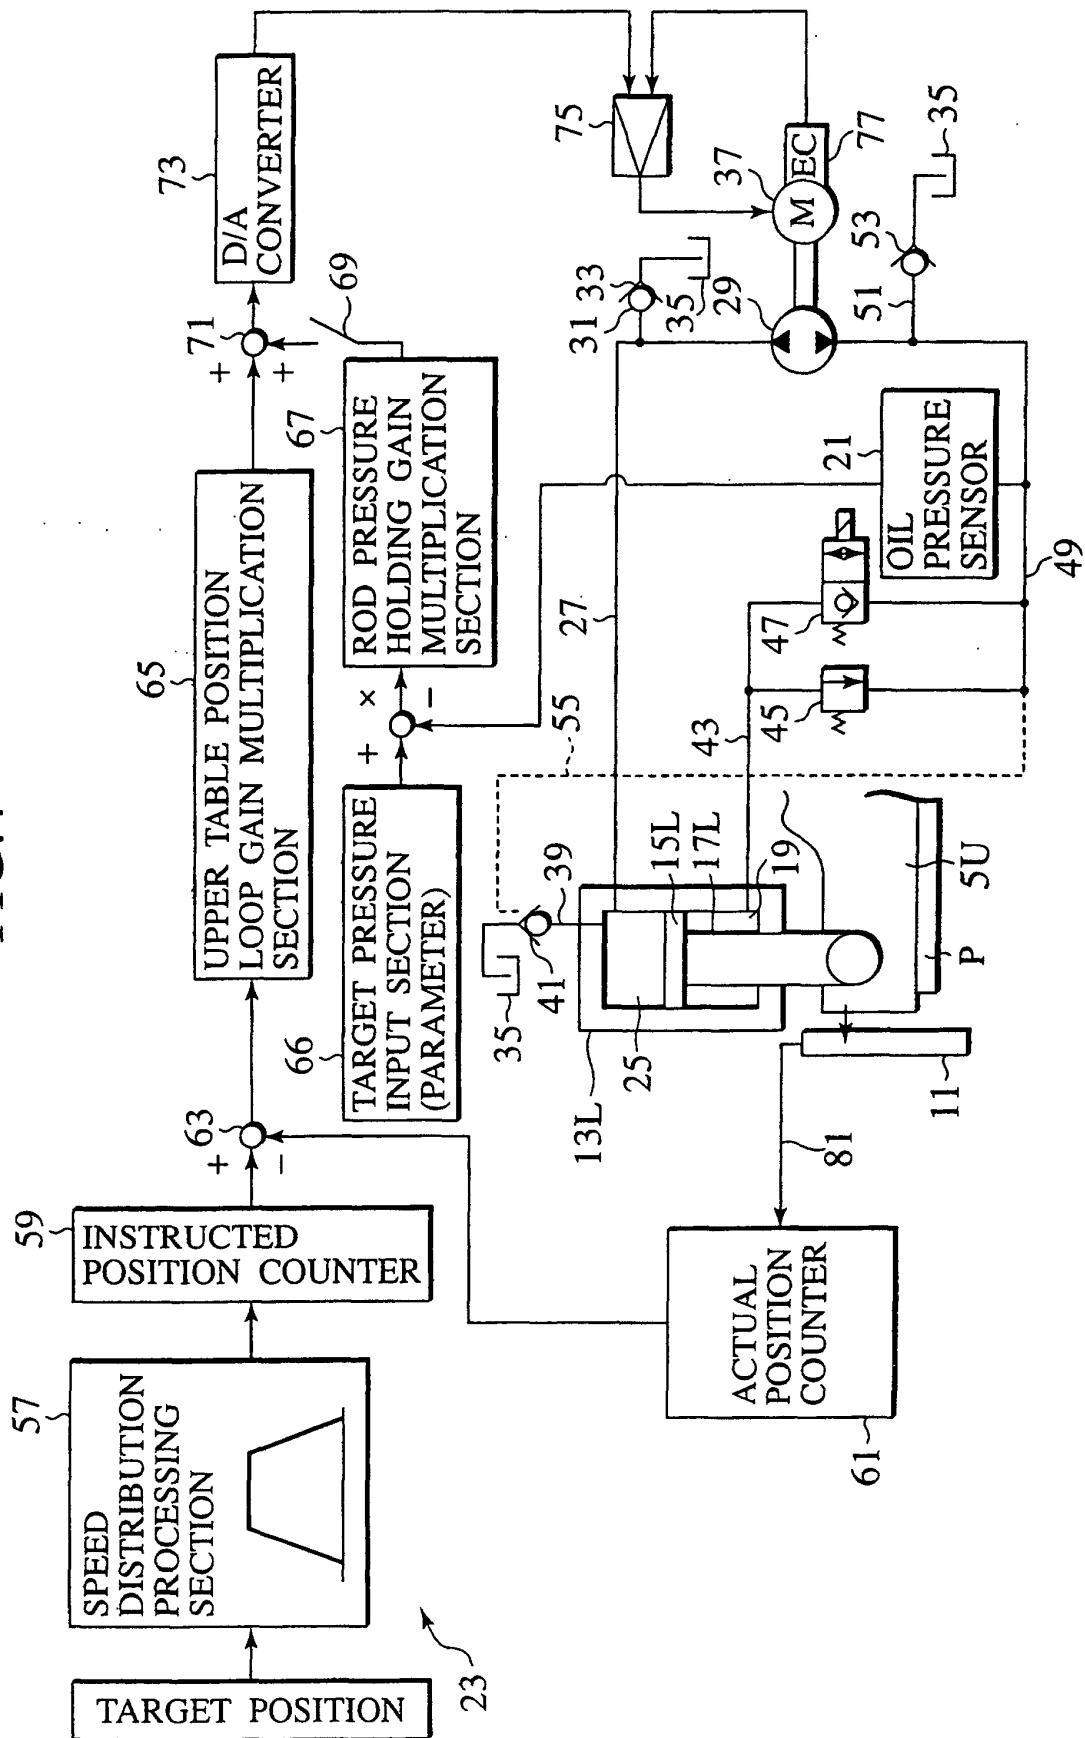 TARGET POSITION
23
57
SPEED
DISTRIBUTION
PROCESSING
SECTION
59
INSTRUCTED
POSITION COUNTER
63
+
−
65
UPPER TABLE POSITION
LOOP GAIN MULTIPLICATION
SECTION
66
TARGET PRESSURE
INPUT SECTION
(PARAMETER)
+
×
−
67
ROD PRESSURE
HOLDING GAIN
MULTIPLICATION
SECTION
69
71
+
+
73
D/A
CONVERTER
75
37
M
EC
77
29
31
33
35
53
35
51
21
OIL
PRESSURE
SENSOR
27
47
49
45
43
55
39
41
35
15L
17L
19
25
13L
5U
P
11
81
61
ACTUAL
POSITION
COUNTER